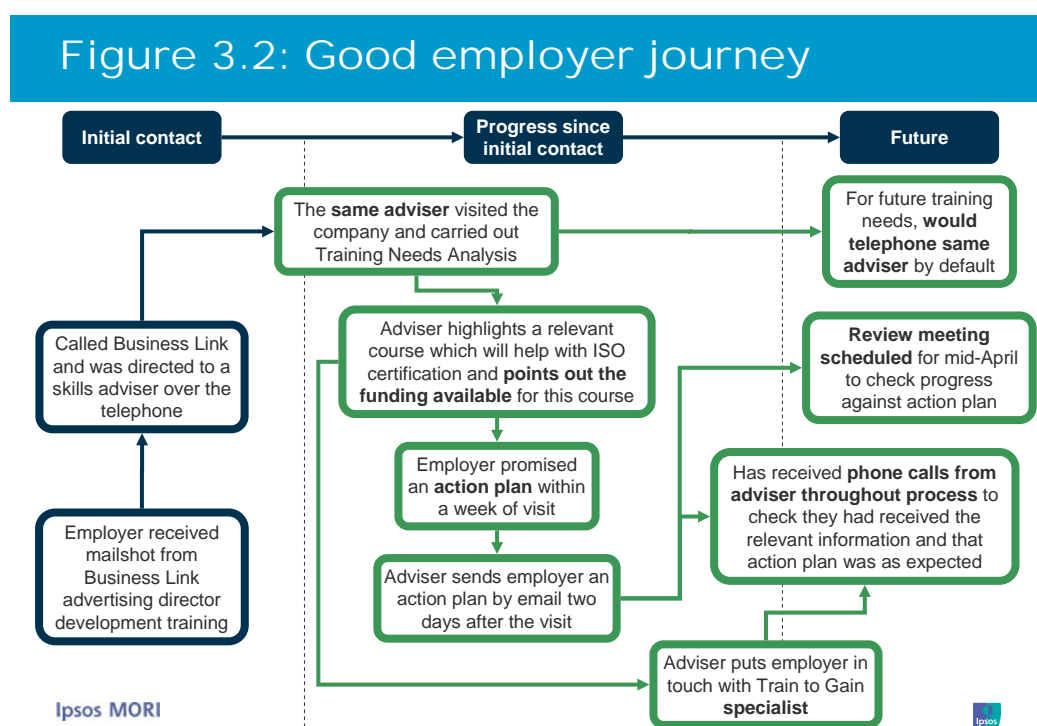 Figure 3.2: Good employer journey
Initial contact
Progress since
initial contact
Future
The same adviser visited the
company and carried out
Training Needs Analysis
For future training
needs, would
telephone same
adviser by default
Called Business Link
and was directed to a
skills adviser over the
telephone
Adviser highlights a relevant
course which will help with ISO
certification and points out the
funding available for this course
Review meeting
scheduled for mid-April
to check progress
against action plan
Employer promised
an action plan within
a week of visit
Has received phone calls from
adviser throughout process to
check they had received the
relevant information and that
action plan was as expected
Employer received
mailshot from
Business Link
advertising director
development training
Adviser sends employer an
action plan by email two
days after the visit
Adviser puts employer in
touch with Train to Gain
specialist
Ipsos MORI
Ipsos